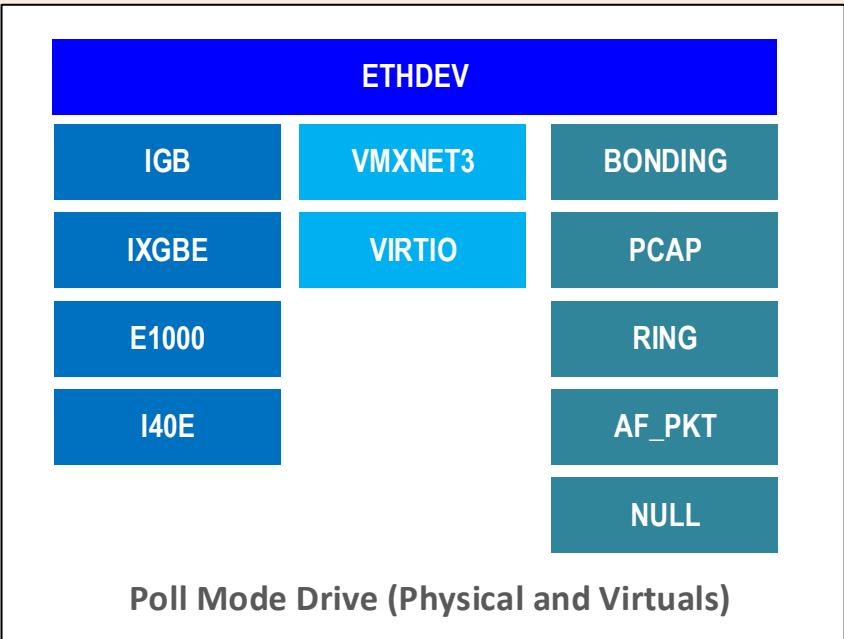 ETHDEV
IGB VMXNET3 BONDING
IXGBE VIRTIO PCAP
E1000 RING
I40E AF_PKT
NULL
Poll Mode Drive (Physical and Virtuals)